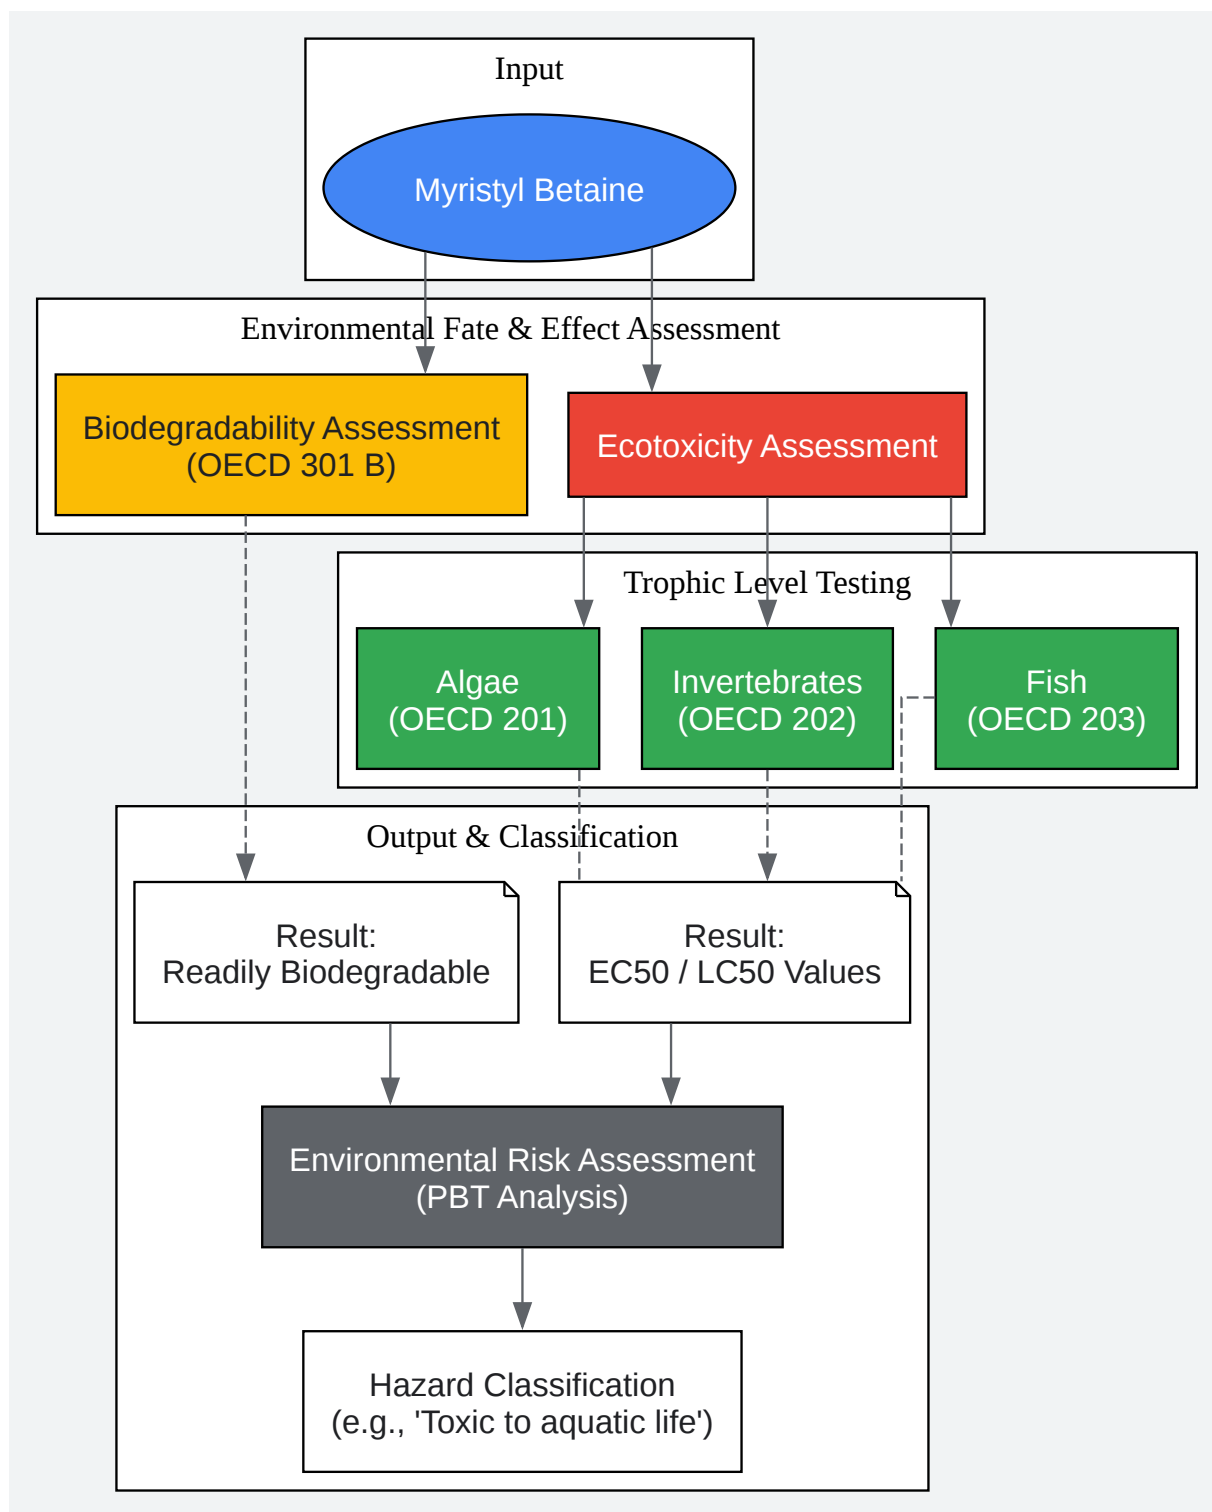 Input
Myristyl Betaine
Environmental Fate & Effect Assessment
Biodegradability Assessment
(OECD 301 B)
Ecotoxicity Assessment
Trophic Level Testing
Algae
(OECD 201)
Invertebrates
(OECD 202)
Fish
(OECD 203)
Output & Classification
Result:
Readily Biodegradable
Result:
EC50 / LC50 Values
Environmental Risk Assessment
(PBT Analysis)
Hazard Classification
(e.g., 'Toxic to aquatic life')